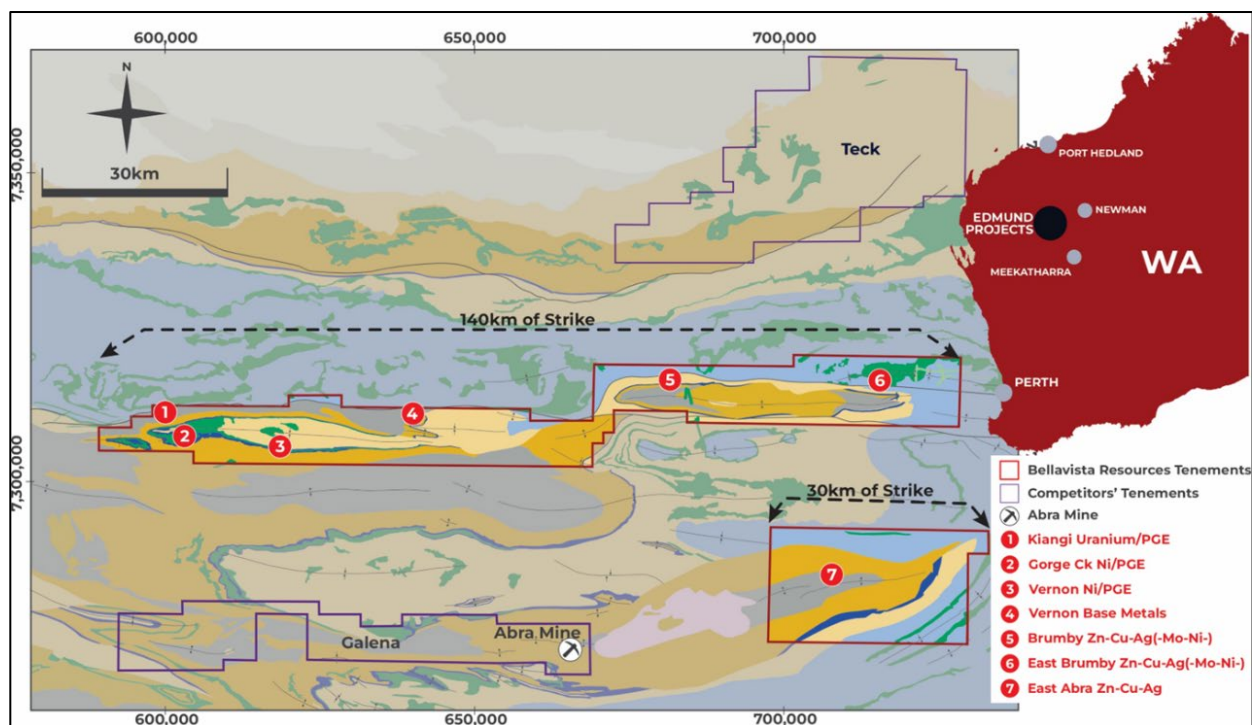 600,000
650,000
700,000
N
30km
7,350,000
7,300,000
Teck
140km of Strike
1
2
3
4
5
6
30km of Strike
7
Galena
Abra Mine
600,000
650,000
700,000
PORT HEDLAND
EDMUND
PROJECTS
NEWMAN
MEEKATHARRA
WA
PERTH
Bellavista Resources Tenements
Competitors' Tenements
Abra Mine
1 Kiangi Uranium/PGE
2 Gorge Ck Ni/PGE
3 Vernon Ni/PGE
4 Vernon Base Metals
5 Brumby Zn-Cu-Ag(-Mo-Ni-)
6 East Brumby Zn-Cu-Ag(-Mo-Ni-)
7 East Abra Zn-Cu-Ag